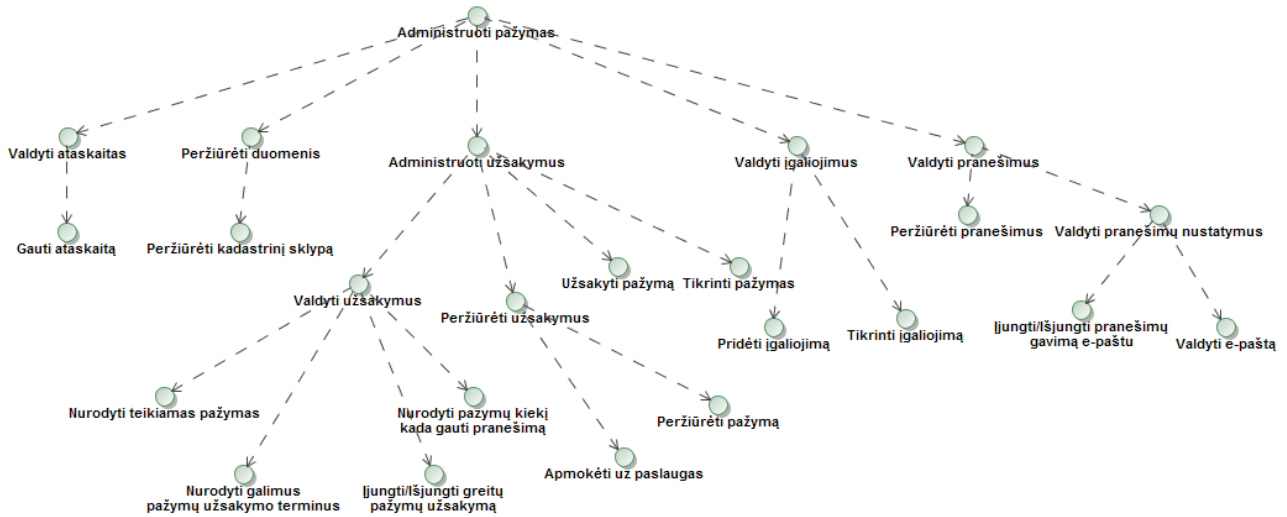 Administruoti pažymas
Valdyti ataskaitas
Peržiūrėti duomenis
Administruoti užsakymus
Valdyti įgaliojimus
Valdyti pranešimus
Gauti ataskaitą
Peržiūrėti kadastrinį sklypą
Peržiūrėti pranešimus
Valdyti pranešimų nustatymus
Užsakyti pažymą
Tikrinti pažymas
Valdyti užsakymus
Peržiūrėti užsakymus
Pridėti įgaliojimą
Tikrinti įgaliojimą
Įjungti/Išjungti pranešimų
gavimą e-paštu
Valdyti e-paštą
Nurodyti teikiamas pažymas
Nurodyti pažymų kiekį
kada gauti pranešimą
Peržiūrėti pažymą
Apmokėti už paslaugas
Nurodyti galimus
pažymų užsakymo terminus
Įjungti/Išjungti greitų
pažymų užsakymą